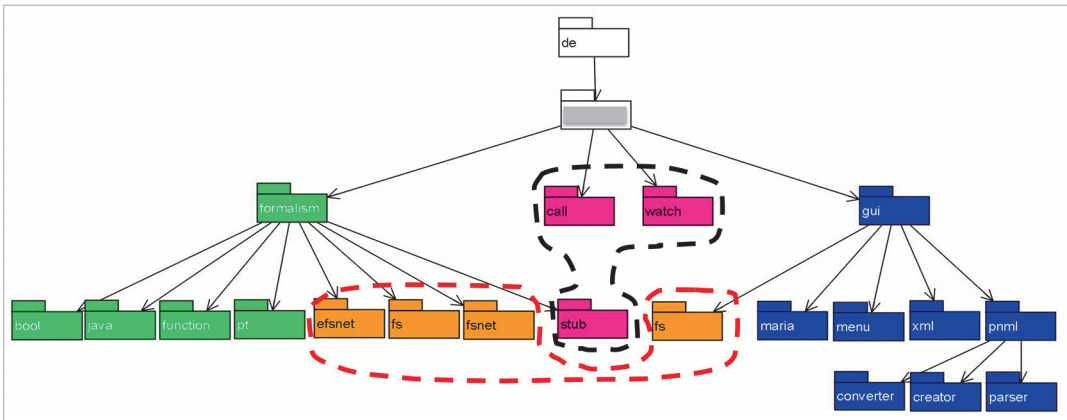 de
formalism
call
watch
gui
bool
java
function
pt
efsnet
fs
fsnet
stub
fs
maria
menu
xml
pnml
converter
creator
parser